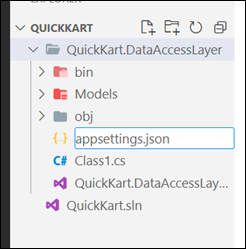 QUICKKART
QuickKart.DataAccessLayer
bin
Models
obj
{..} appsettings.json
C# Class1.cs
QuickKart.DataAccessLay...
QuickKart.sln